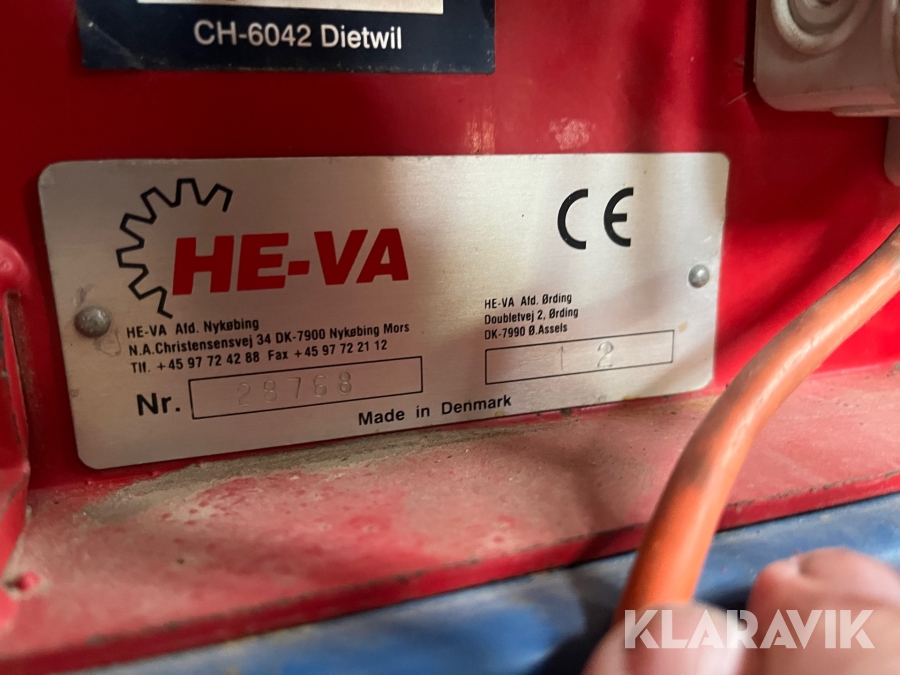 CH-6042 Dietwil
HE-VA
CE
HE-VA Afd. Nykøbing
N.A.Christensensvej 34 DK-7900 Nykøbing Mors
Tlf. +45 97 72 42 88 Fax +45 97 72 21 12
HE-VA Afd. Ørding
Doubletvej 2, Ørding
DK-7990 Ø.Assels
12
Nr. 28768
Made in Denmark
KLARAVIK